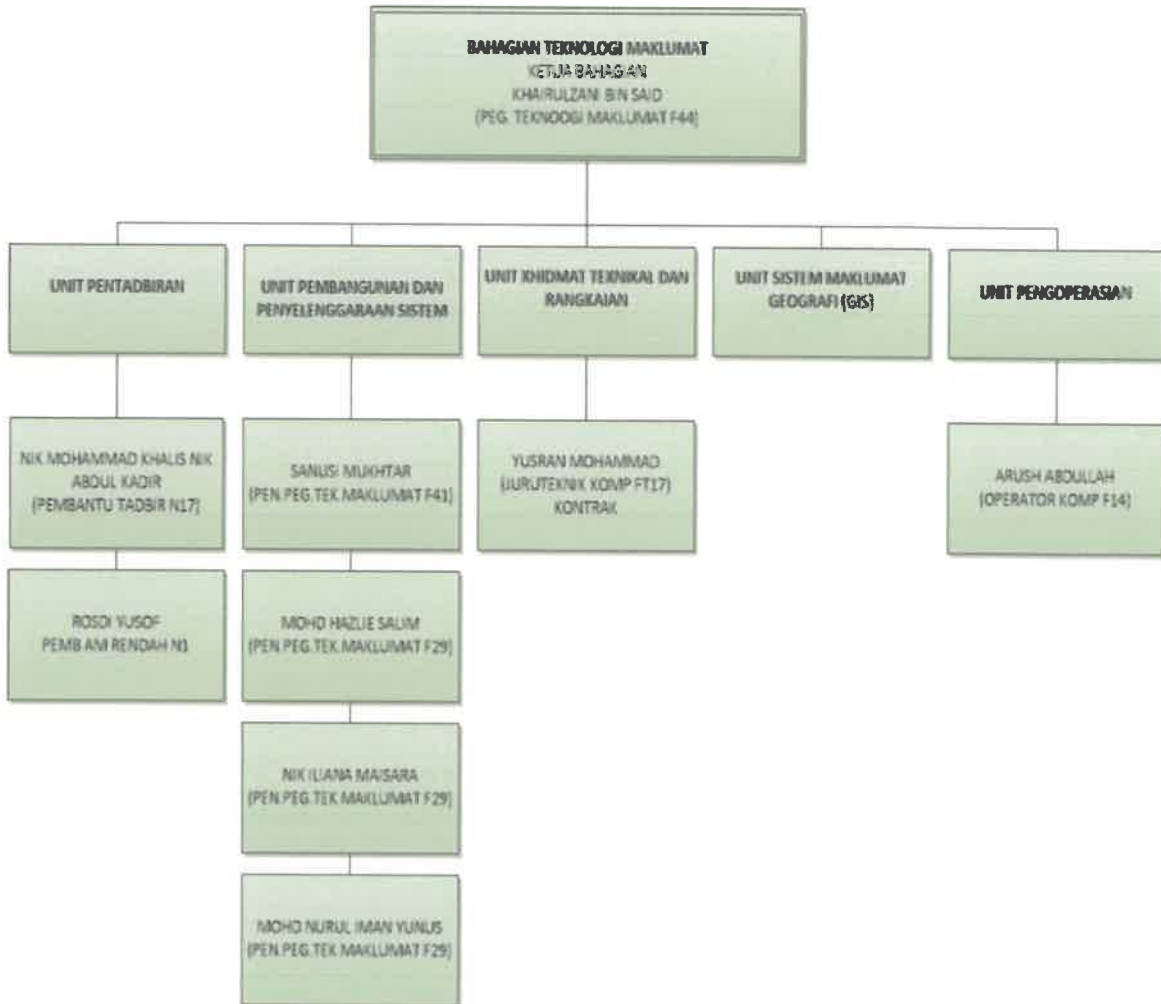 BAHAGIAN TEKNOLOGI MAKLUMAT
KETUA BAHAGIAN
KHAIRULZANI BIN SAID
(PEG. TEKNOOGI MAKLUMAT F44)
UNIT PENTADBIRAN
UNIT PEMBANGUNAN DAN
PENYELENGGARAAN SISTEM
UNIT KHIDMAT TEKNIKAL DAN
RANGKAIAN
UNIT SISTEM MAKLUMAT
GEOGRAFI (GIS)
UNIT PENGOPERASIAN
NIK MOHAMMAD KHALIS NIK
ABDUL KADIR
(PEMBANTU TADBIR N17)
SANUSI MUKHTAR
(PEN.PEG.TEK.MAKLUMAT F41)
YUSRAN MOHAMMAD
(JURUTEKNIK KOMP FT17)
KONTRAK
ARUSH ABDULLAH
(OPERATOR KOMP F14)
ROSDI YUSOF
PEMB AM RENDAH N1
MOHD HAZLIE SALIM
(PEN.PEG.TEK.MAKLUMAT F29)
NIK ILIANA MAISARA
(PEN.PEG.TEK.MAKLUMAT F29)
MOHD NURUL IMAN YUNUS
(PEN.PEG.TEK.MAKLUMAT F29)